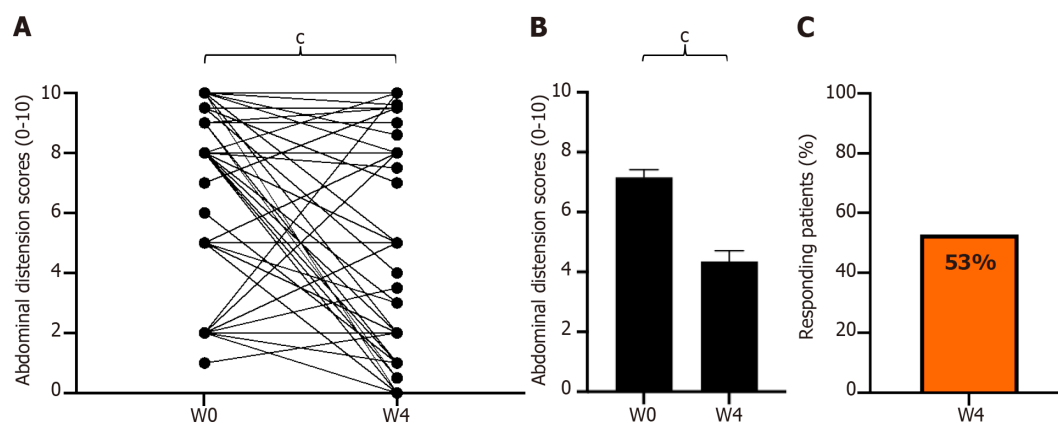 A
B
C
c
c
Abdominal distension scores (0-10)
10
8
6
4
2
0
W0
W4
Abdominal distension scores (0-10)
10
8
6
4
2
0
W0
W4
Responding patients (%)
100
80
60
40
20
0
53%
W4